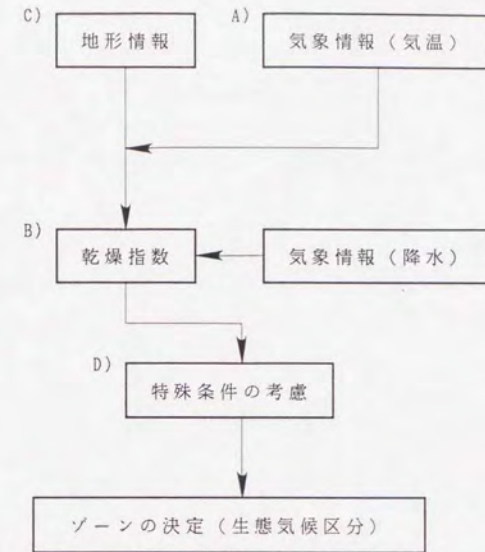 C)
地形情報
A)
気象情報（気温）
B)
乾燥指数
気象情報（降水）
D)
特殊条件の考慮
ゾーンの決定（生態気候区分）